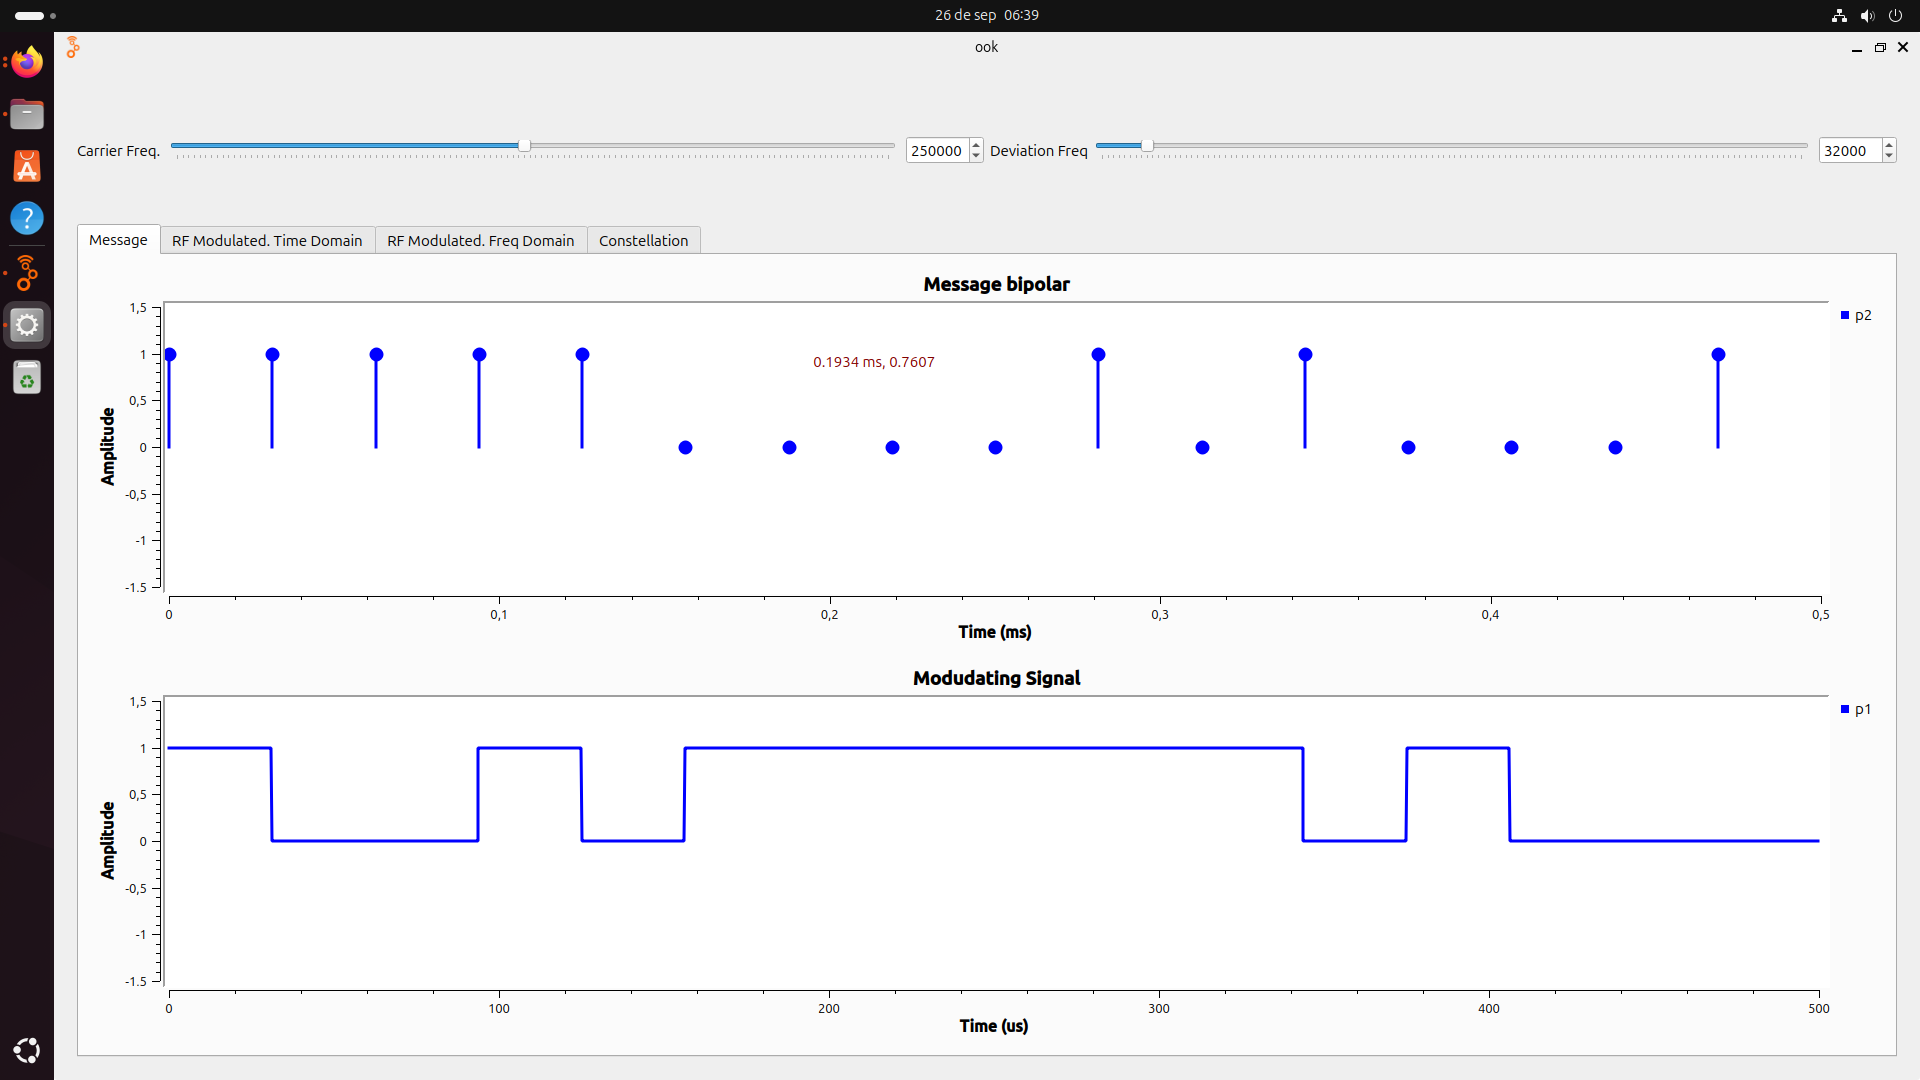 26 de sep 06:39
ook
Carrier Freq.
250000
Deviation Freq
32000
Message
RF Modulated. Time Domain
RF Modulated. Freq Domain
Constellation
Message bipolar
p2
1,5
1
0,5
0
-0,5
-1
-1.5
Amplitude
0.1934 ms, 0.7607
0 0,1 0,2 0,3 0,4 0,5
Time (ms)
Modudating Signal
p1
1,5
1
0,5
0
-0,5
-1
-1.5
Amplitude
0 100 200 300 400 500
Time (us)